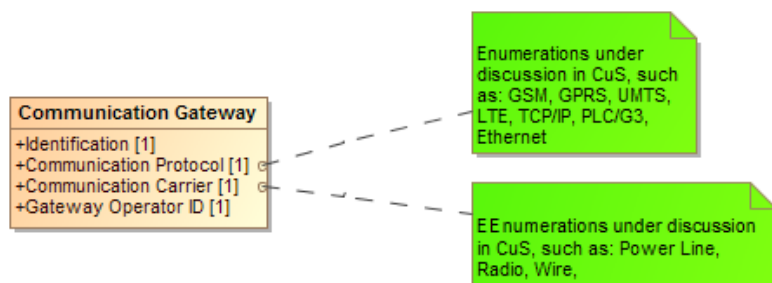 Communication Gateway
+Identification [1]
+Communication Protocol [1]
+Communication Carrier [1]
+Gateway Operator ID [1]
Enumerations under
discussion in CuS, such
as: GSM, GPRS, UMTS,
LTE, TCP/IP, PLC/G3,
Ethernet
EEnumerations under discussion
in CuS, such as: Power Line,
Radio, Wire,